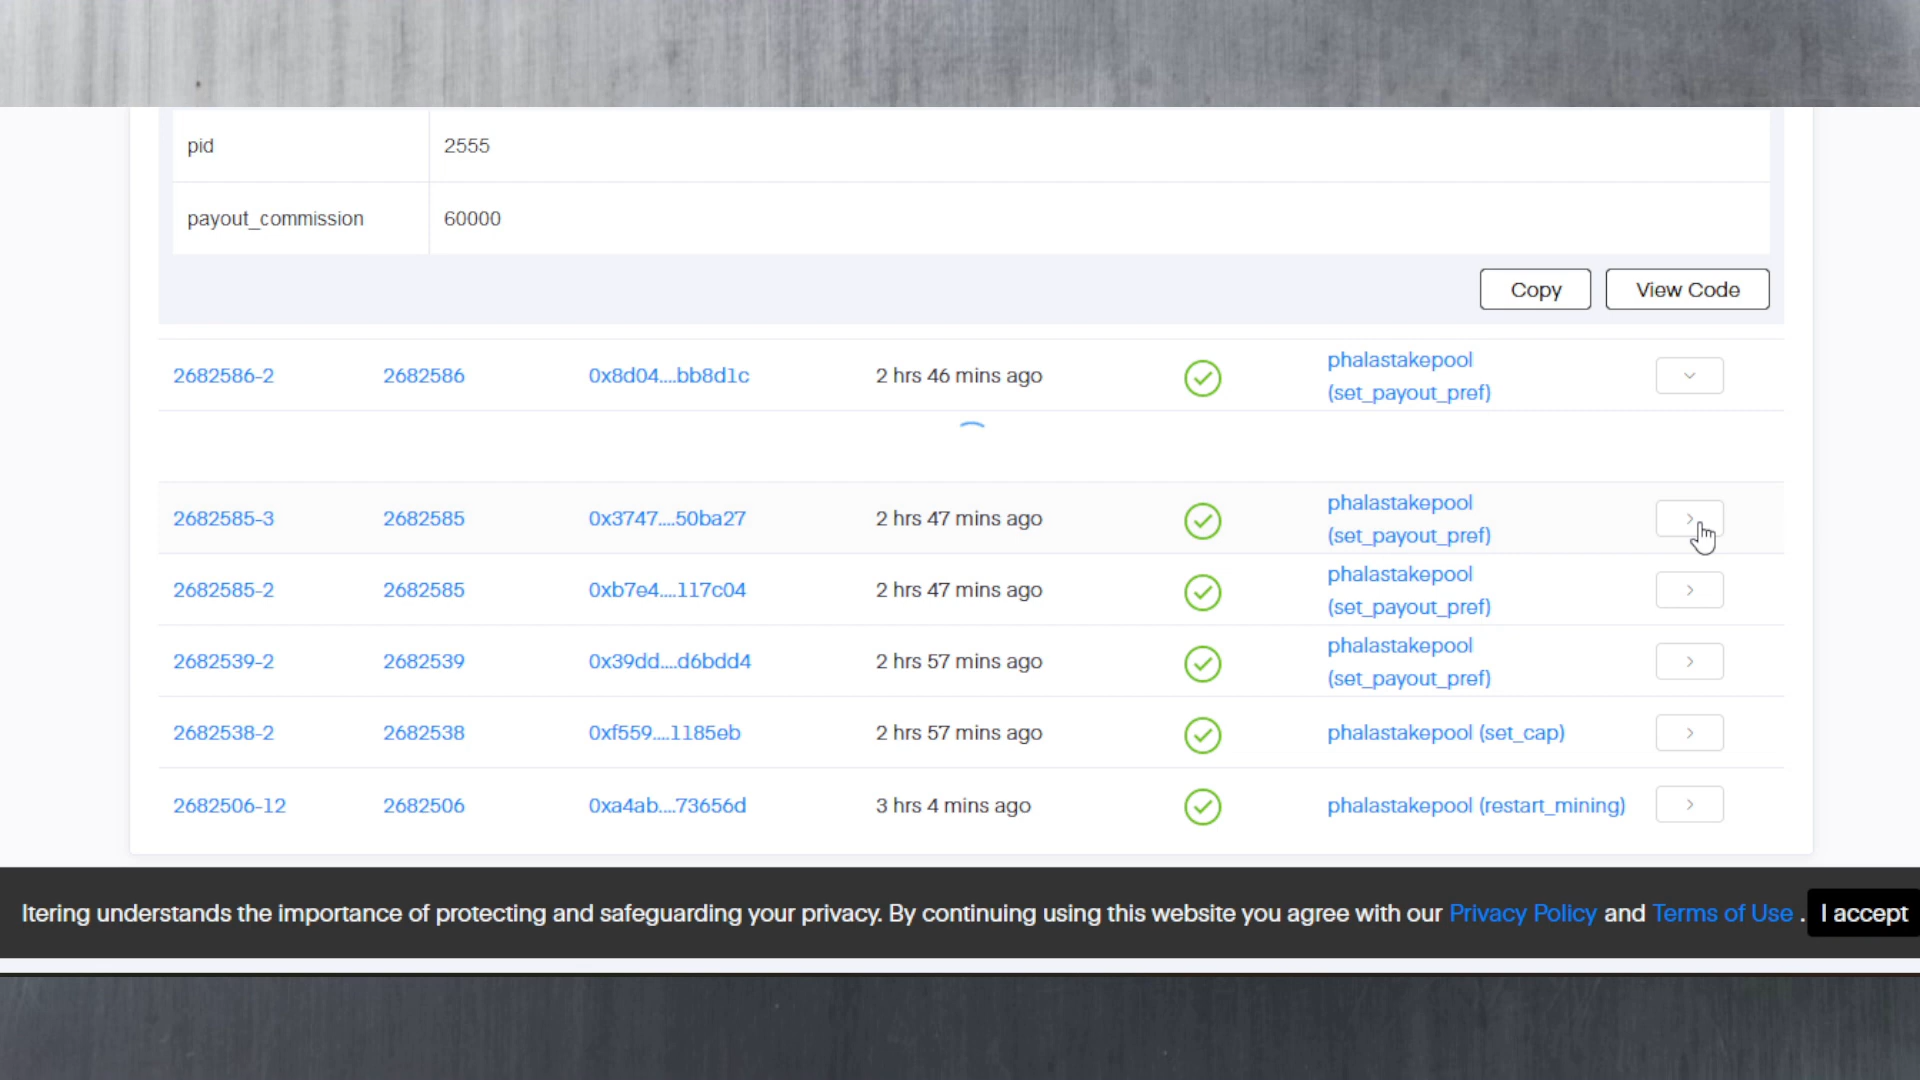 pid 2555
payout_commission 60000
Copy View Code
2682586-2 2682586 0x8d04....bb8d1c 2 hrs 46 mins ago phalastakepool
(set_payout_pref)
2682585-3 2682585 0x3747....50ba27 2 hrs 47 mins ago phalastakepool
(set_payout_pref)
2682585-2 2682585 0xb7e4....117c04 2 hrs 47 mins ago phalastakepool
(set_payout_pref)
2682539-2 2682539 0x39dd....d6bdd4 2 hrs 57 mins ago phalastakepool
(set_payout_pref)
2682538-2 2682538 0xf559....1185eb 2 hrs 57 mins ago phalastakepool (set_cap)
2682506-12 2682506 0xa4ab....73656d 3 hrs 4 mins ago phalastakepool (restart_mining)
Itering understands the importance of protecting and safeguarding your privacy. By continuing using this website you agree with our Privacy Policy and Terms of Use . I accept